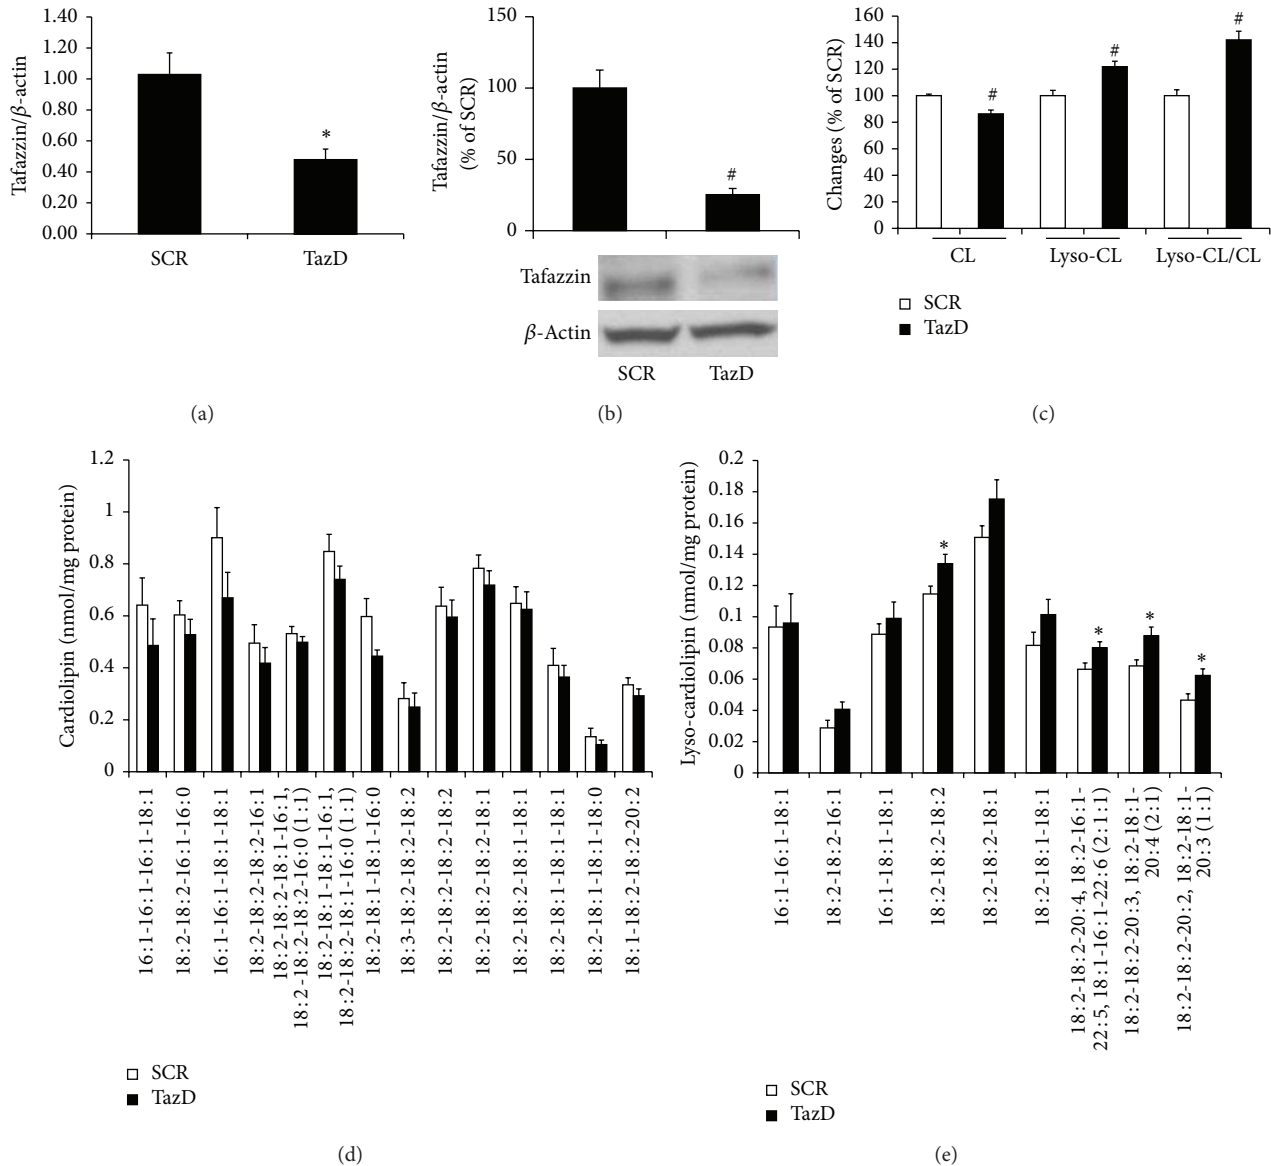 Tafazzin/β-actin
1.40
1.20
1.00
0.80
0.60
0.40
0.20
0.00
*
SCR
TazD
(a)
Tafazzin/β-actin
(% of SCR)
150
100
50
0
#
Tafazzin
β-Actin
SCR
TazD
(b)
Changes (% of SCR)
160
140
120
100
80
60
40
20
0
#
#
#
CL
Lyso-CL
Lyso-CL/CL
SCR
TazD
(c)
Cardiolipin (nmol/mg protein)
1.2
1
0.8
0.6
0.4
0.2
0
16:1-16:1-16:1-18:1
18:2-18:2-16:1-16:0
16:1-16:1-18:1-18:1
18:2-18:2-18:2-16:1
18:2-18:2-18:1-16:1,
18:2-18:2-18:2-16:0 (1:1)
18:2-18:1-18:1-16:1,
18:2-18:2-18:1-16:0 (1:1)
18:2-18:1-18:1-16:0
18:3-18:2-18:2-18:2
18:2-18:2-18:2-18:2
18:2-18:2-18:2-18:1
18:2-18:2-18:1-18:1
18:2-18:1-18:1-18:1
18:2-18:1-18:1-18:0
18:1-18:2-18:2-20:2
SCR
TazD
(d)
Lyso-cardiolipin (nmol/mg protein)
0.2
0.18
0.16
0.14
0.12
0.1
0.08
0.06
0.04
0.02
0
*
*
*
*
16:1-16:1-18:1
18:2-18:2-16:1
16:1-18:1-18:1
18:2-18:2-18:2
18:2-18:2-18:1
18:2-18:1-18:1
18:2-18:2-20:4, 18:2-16:1-
22:5, 18:1-16:1-22:6 (2:1:1)
18:2-18:2-20:3, 18:2-18:1-
20:4 (2:1)
18:2-18:2-20:2, 18:2-18:1-
20:3 (1:1)
SCR
TazD
(e)